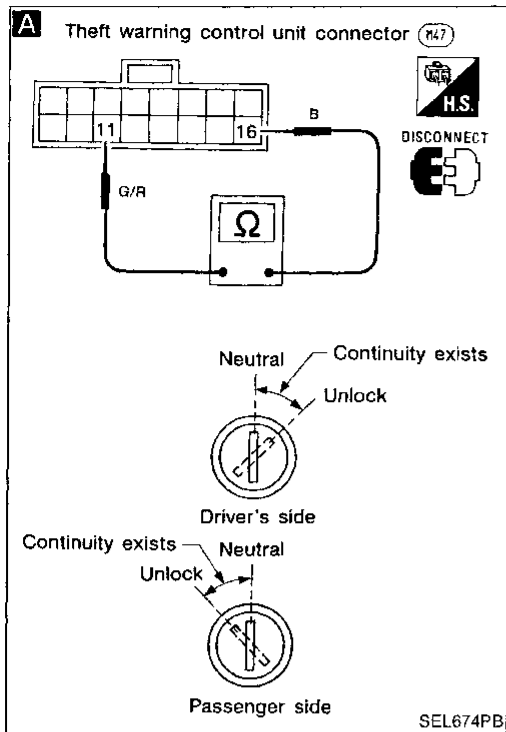 A
Theft warning control unit connector M47
H.S.
DISCONNECT
11
16
B
G/R
Ω
Neutral
Continuity exists
Unlock
Driver's side
Continuity exists
Neutral
Unlock
Passenger side
SEL674PB